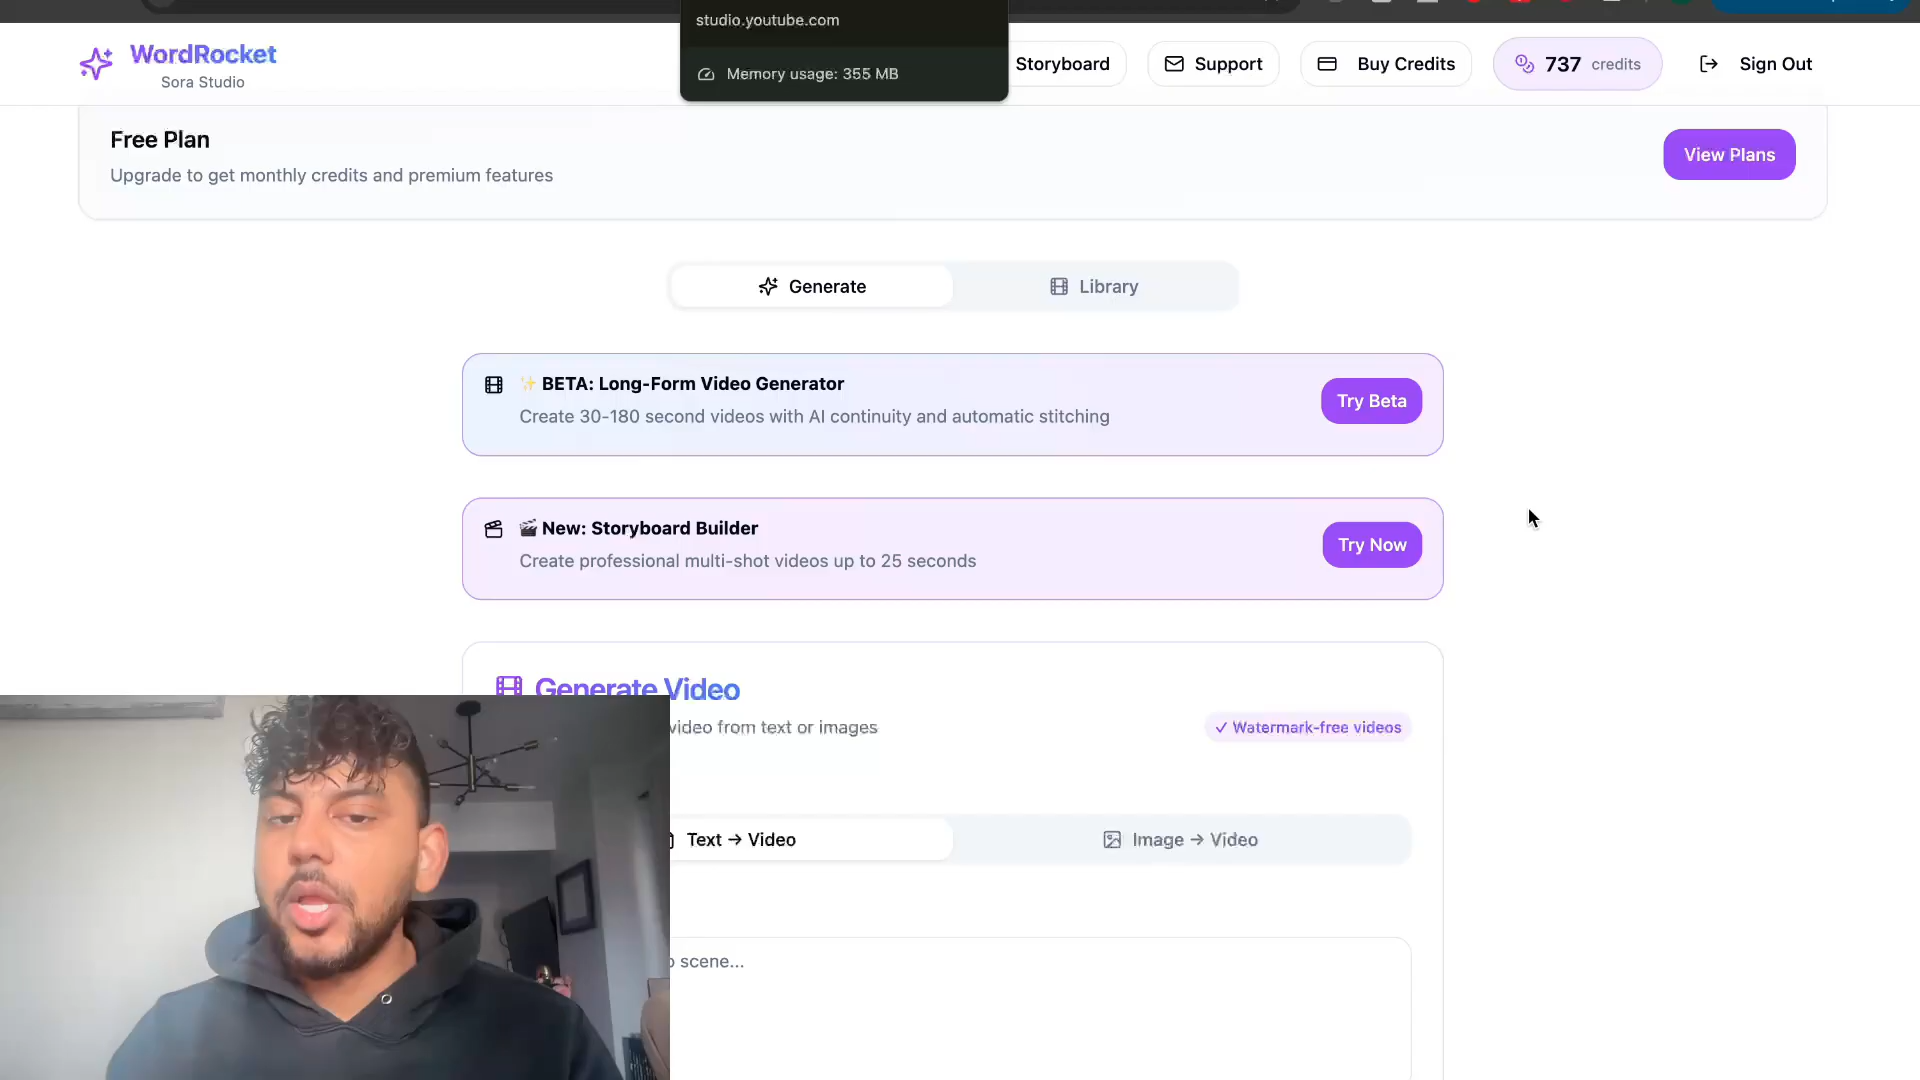 studio.youtube.com
Memory usage: 355 MB
WordRocket
Sora Studio
Storyboard
Support
Buy Credits
737 credits
Sign Out
Free Plan
Upgrade to get monthly credits and premium features
View Plans
Generate
Library
✨ BETA: Long-Form Video Generator
Create 30-180 second videos with AI continuity and automatic stitching
Try Beta
🎬 New: Storyboard Builder
Create professional multi-shot videos up to 25 seconds
Try Now
Generate Video
video from text or images
✓ Watermark-free videos
Text → Video
Image → Video
scene...